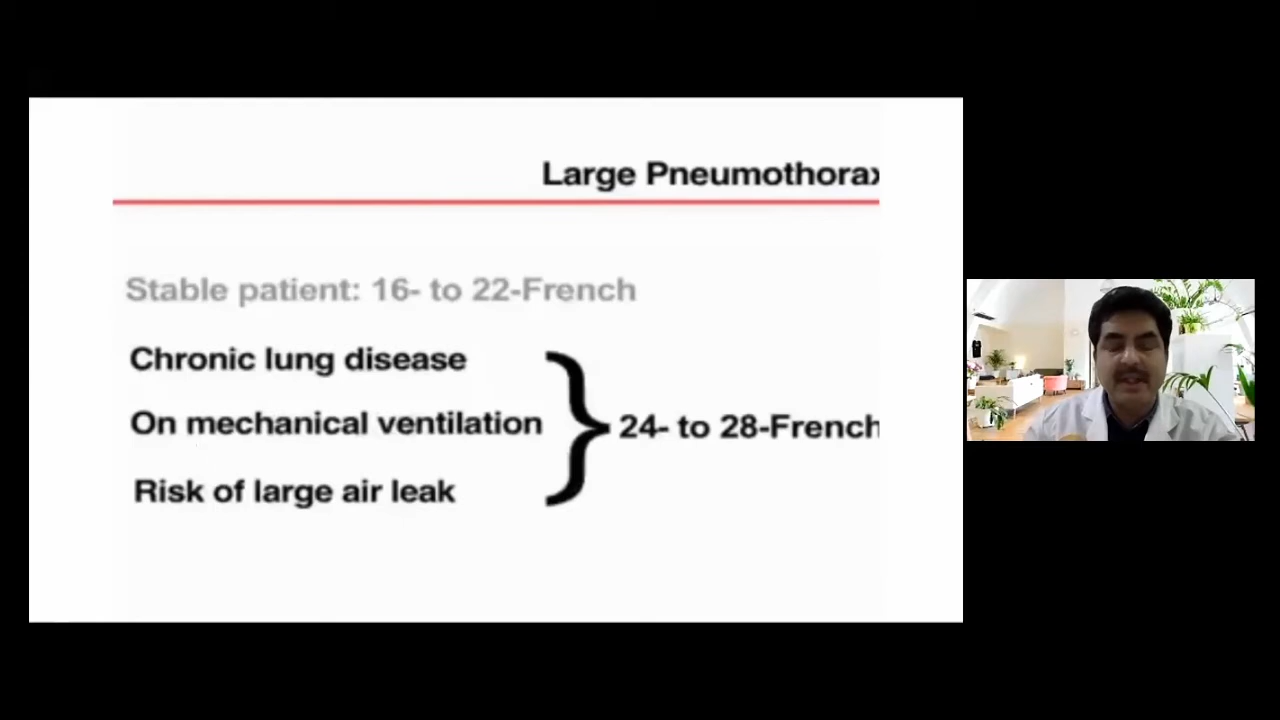 Large Pneumothorax
Stable patient: 16- to 22-French
Chronic lung disease
On mechanical ventilation
Risk of large air leak
24- to 28-French